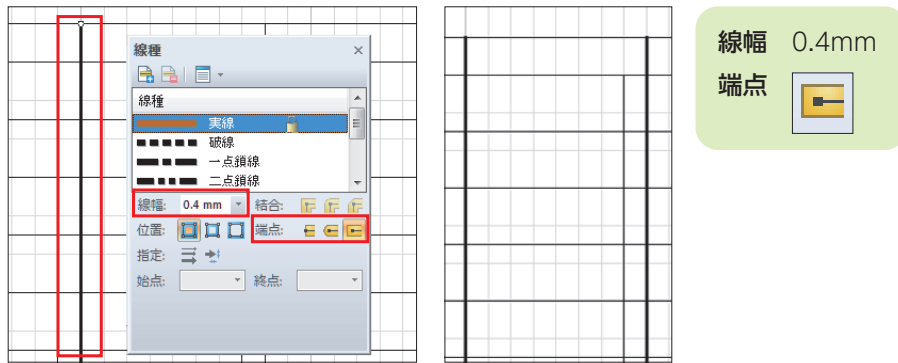 線種
線種
実線
破線
一点鎖線
二点鎖線
線幅: 0.4 mm 結合:
位置: 端点:
指定:
始点: 終点:
線幅 0.4mm
端点